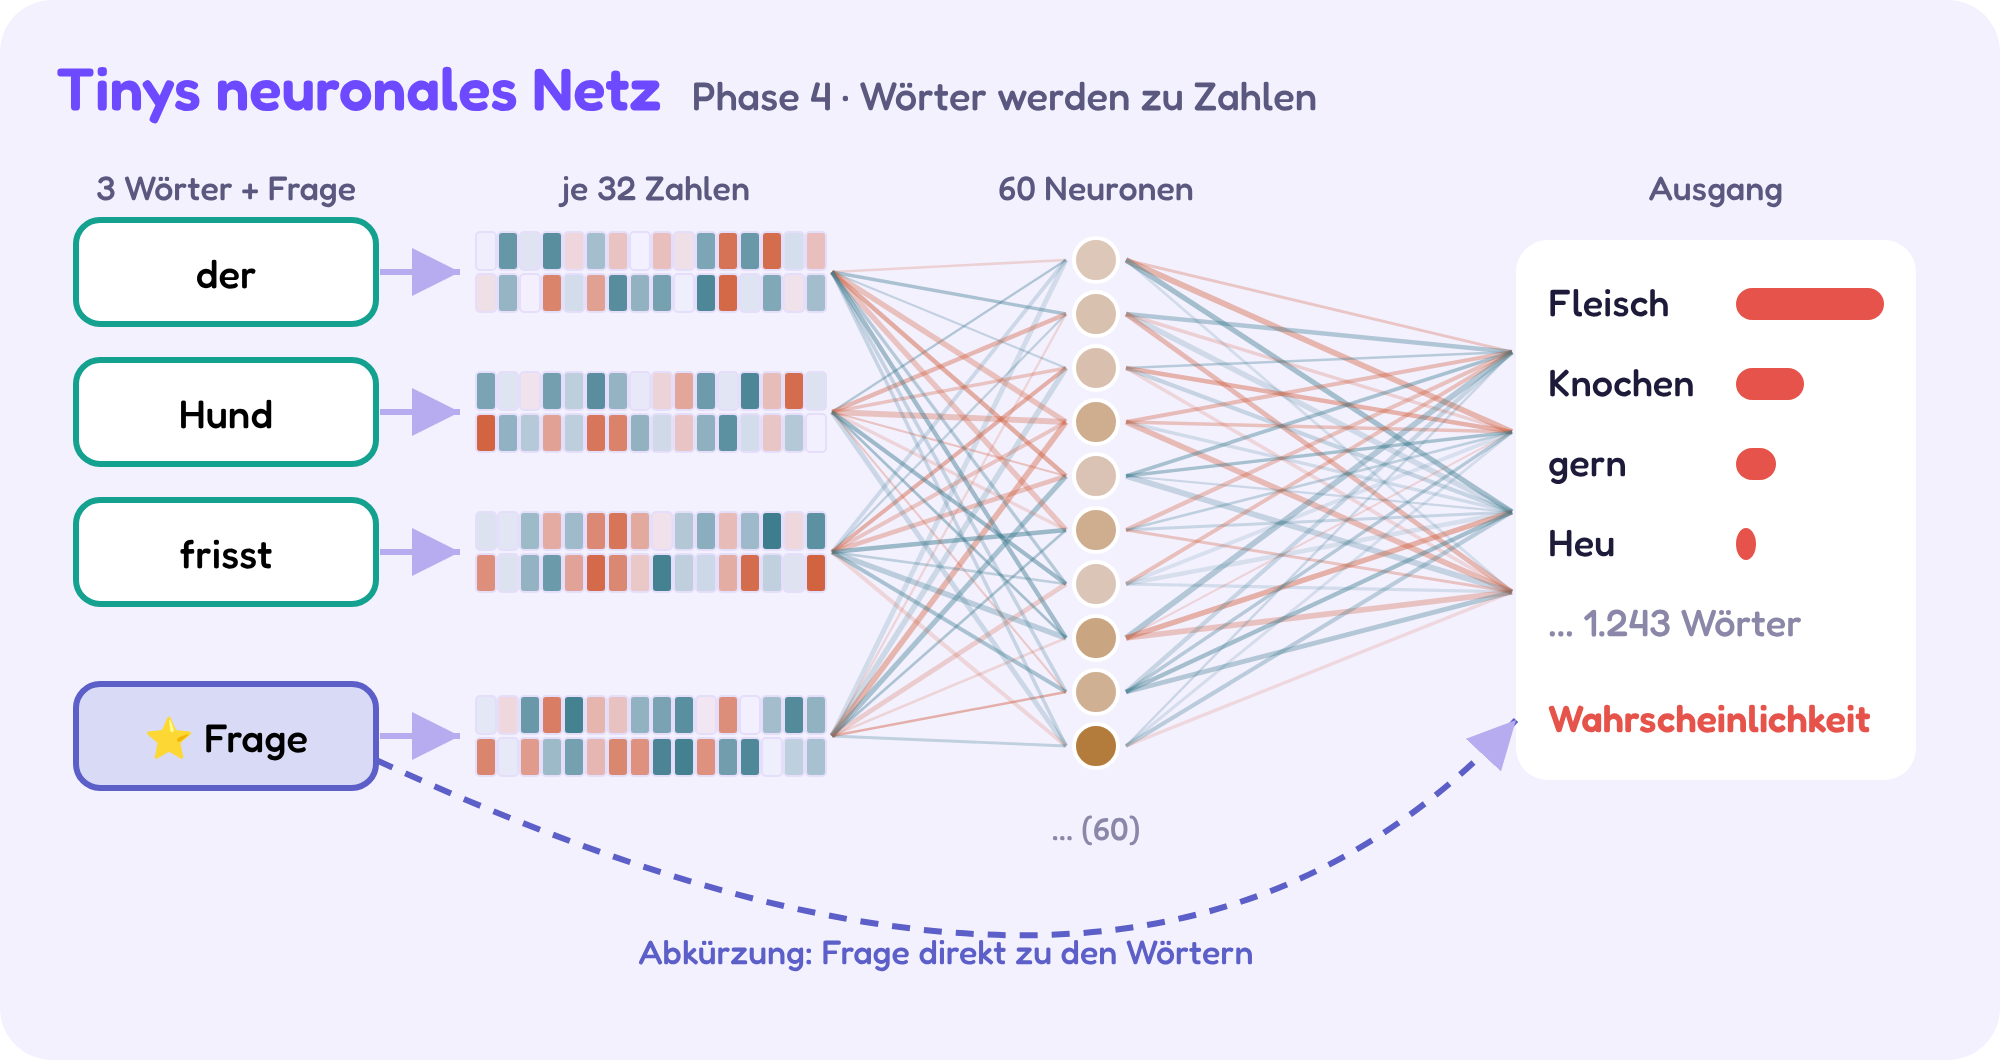 Tinys neuronales Netz Phase 4 · Wörter werden zu Zahlen
3 Wörter + Frage
je 32 Zahlen
60 Neuronen
Ausgang
der
Hund
frisst
⭐ Frage
... (60)
Fleisch
Knochen
gern
Heu
... 1.243 Wörter
Wahrscheinlichkeit
Abkürzung: Frage direkt zu den Wörtern